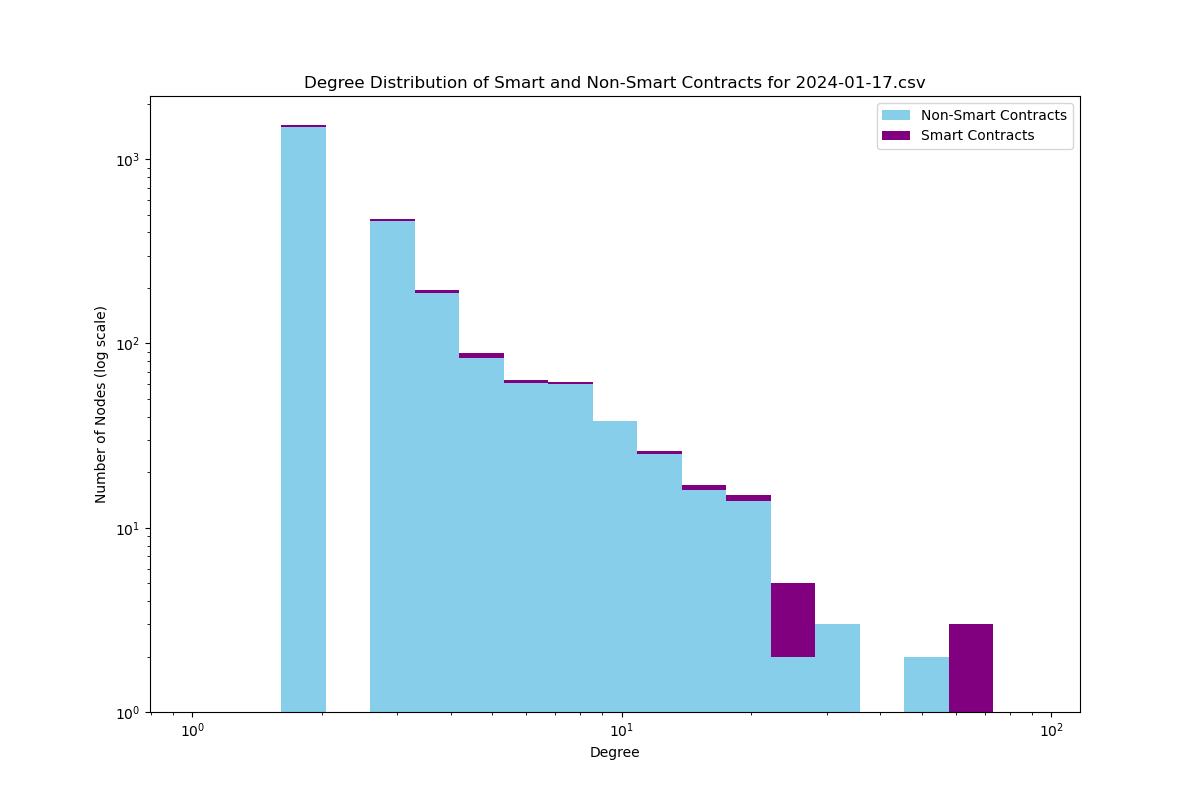 Degree Distribution of Smart and Non-Smart Contracts for 2024-01-17.csv
Non-Smart Contracts
Smart Contracts
Number of Nodes (log scale)
10³
10²
10¹
10⁰
10⁰ 10¹ 10²
Degree